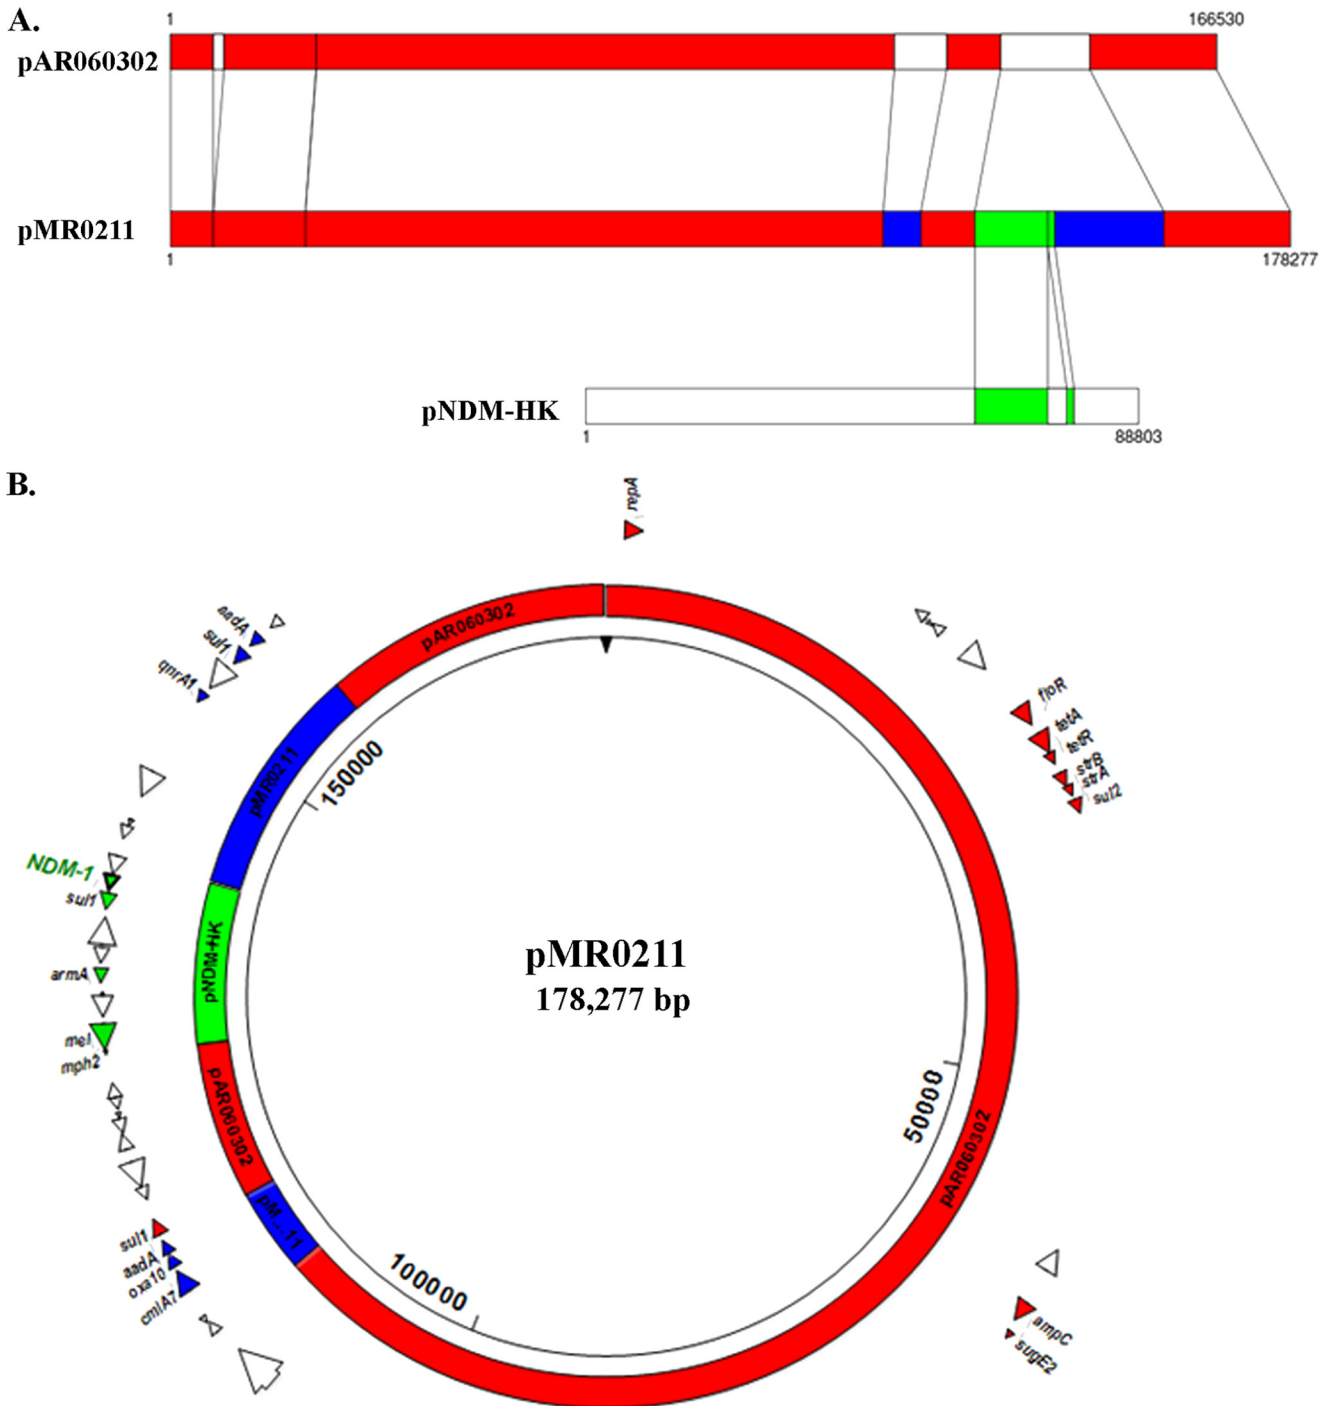 A.
1
166530
pAR060302
pMR0211
1
178277
pNDM-HK
1
88803
B.
repA
aadA
sul1
qnrA1
pAR060302
floR
tetA
tetR
strB
strA
sul2
150000
pMR0211
NDM-1
sul1
pNDM-HK
armA
mel
mph2
pMR0211
178,277 bp
50000
pAR060302
pAR060302
pM...11
sul1
aadA
oxa10
cmlA7
100000
ampC
sugE2